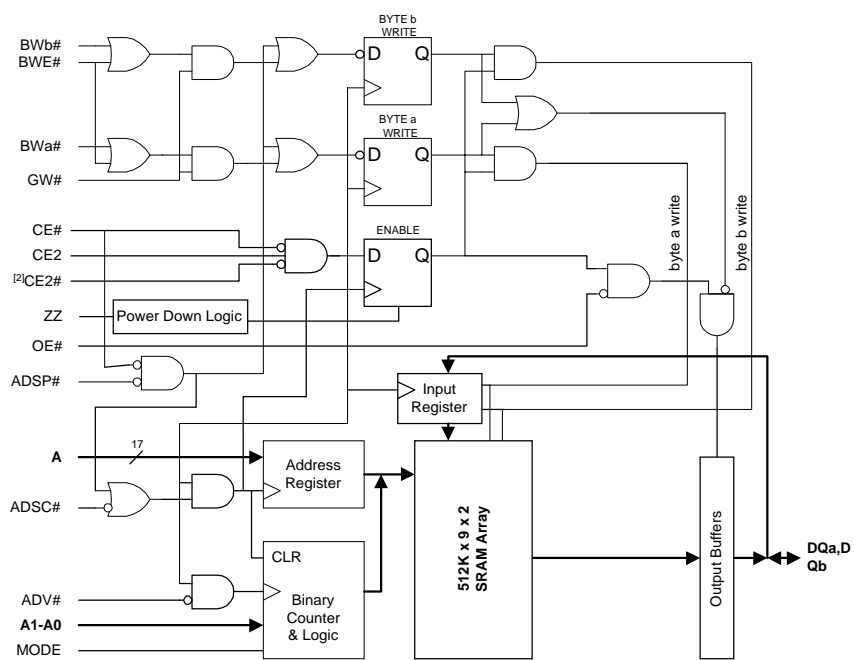 BYTE b
WRITE
BWb#
BWE#
D Q
BYTE a
WRITE
BWa#
D Q
GW#
CE#
ENABLE
CE2
D Q
[2]CE2#
ZZ
Power Down Logic
OE#
byte a write
byte b write
ADSP#
Input
Register
A
17
Address
Register
ADSC#
512K x 9 x 2
SRAM Array
Output Buffers
CLR
DQa,D
Qb
ADV#
Binary
Counter
& Logic
A1-A0
MODE